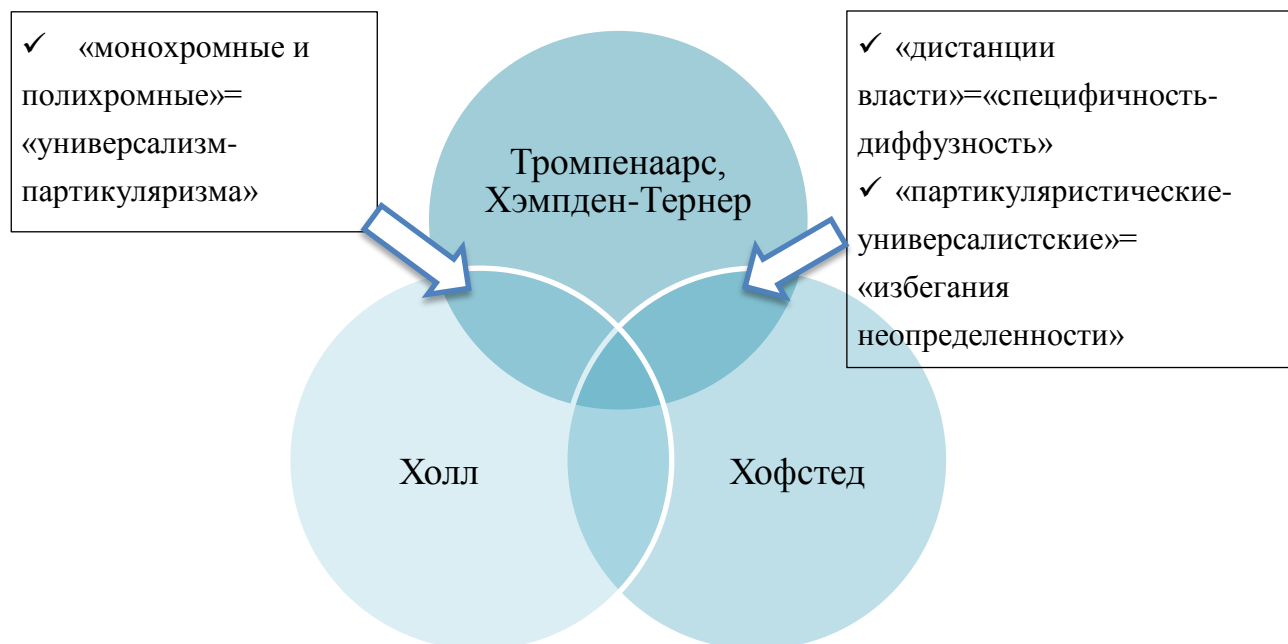 ✓ «монохромные и
полихромные»=
«универсализм-
партикуляризма»
✓ «дистанции
власти»=«специфичность-
диффузность»
✓ «партикуляристические-
универсалистские»=
«избегания
неопределенности»
Тромпенаарс,
Хэмпден-Тернер
Холл
Хофстед